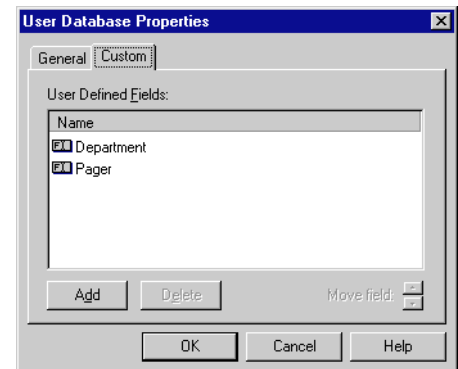 User Database Properties
General Custom
User Defined Fields:
Name
Department
Pager
Add Delete Move field:
OK Cancel Help